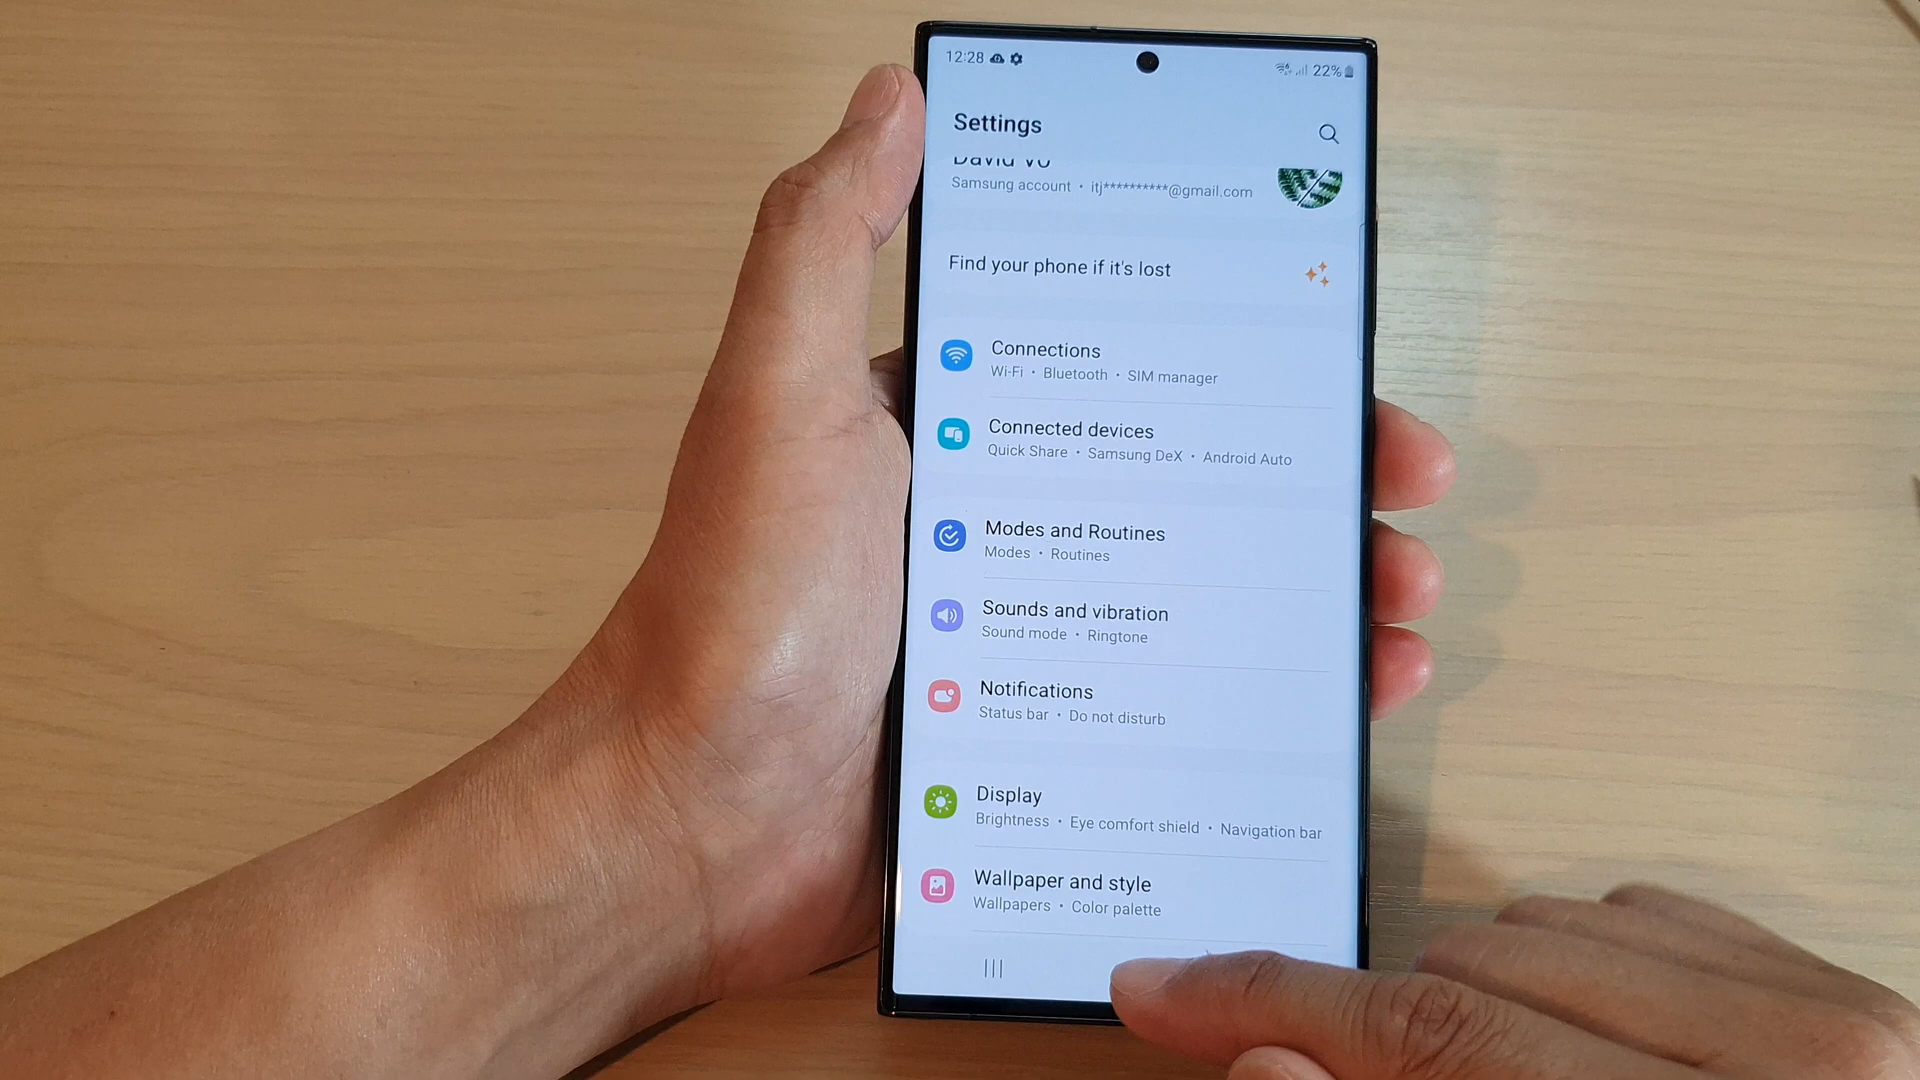 12:28
22%
Settings
David Vo
Samsung account • itj**********@gmail.com
Find your phone if it's lost
Connections
Wi-Fi • Bluetooth • SIM manager
Connected devices
Quick Share • Samsung DeX • Android Auto
Modes and Routines
Modes • Routines
Sounds and vibration
Sound mode • Ringtone
Notifications
Status bar • Do not disturb
Display
Brightness • Eye comfort shield • Navigation bar
Wallpaper and style
Wallpapers • Color palette